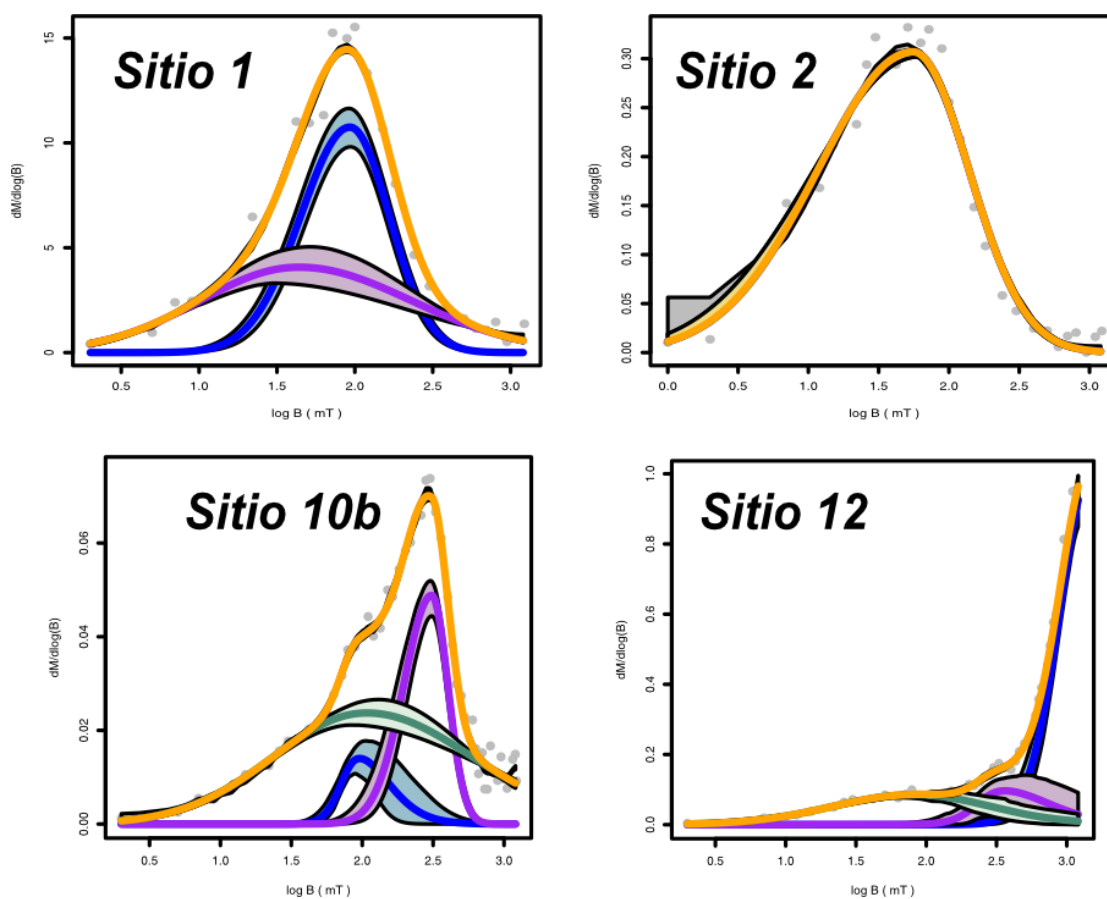 Sitio 1
dM/dlog(B)
15
10
5
0
0.5 1.0 1.5 2.0 2.5 3.0
log B ( mT )
Sitio 2
dM/dlog(B)
0.30
0.25
0.20
0.15
0.10
0.05
0.00
0.0 0.5 1.0 1.5 2.0 2.5 3.0
log B ( mT )
Sitio 10b
dM/dlog(B)
0.06
0.04
0.02
0.00
0.5 1.0 1.5 2.0 2.5 3.0
log B ( mT )
Sitio 12
dM/dlog(B)
1.0
0.8
0.6
0.4
0.2
0.0
0.5 1.0 1.5 2.0 2.5 3.0
log B ( mT )